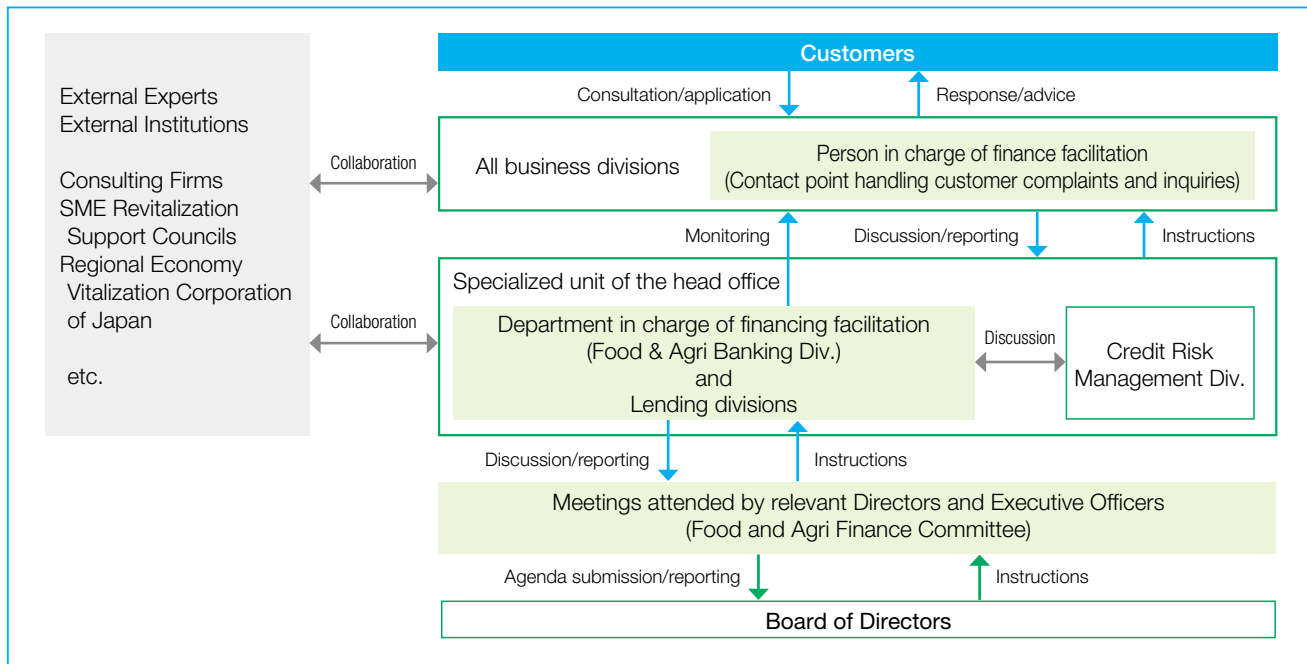 External Experts
External Institutions
Consulting Firms
SME Revitalization
Support Councils
Regional Economy
Vitalization Corporation
of Japan
etc.
Collaboration
Collaboration
Customers
Consultation/application
Response/advice
All business divisions
Person in charge of finance facilitation
(Contact point handling customer complaints and inquiries)
Monitoring
Discussion/reporting
Instructions
Specialized unit of the head office
Department in charge of financing facilitation
(Food & Agri Banking Div.)
and
Lending divisions
Discussion
Credit Risk
Management Div.
Discussion/reporting
Instructions
Meetings attended by relevant Directors and Executive Officers
(Food and Agri Finance Committee)
Agenda submission/reporting
Instructions
Board of Directors